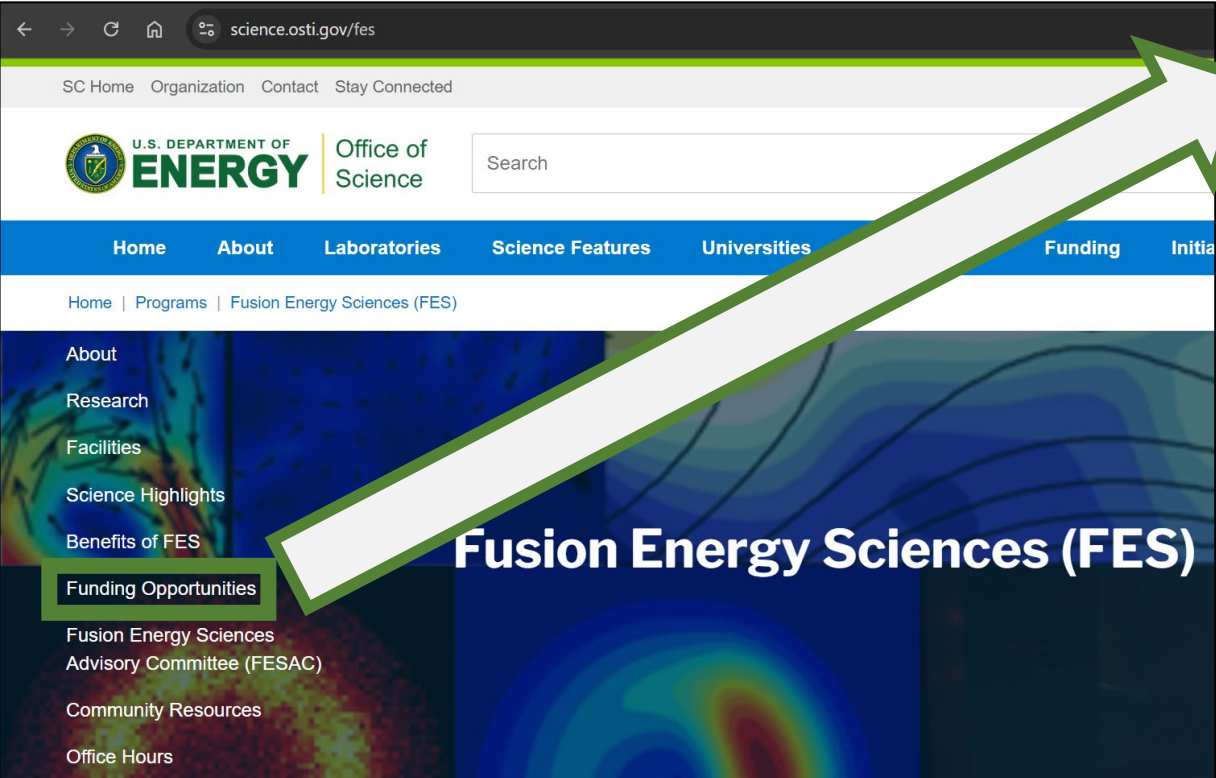 science.osti.gov/fes
SC Home Organization Contact Stay Connected
U.S. DEPARTMENT OF
ENERGY
Office of
Science
Search
Home About Laboratories Science Features Universities Funding Initia
Home | Programs | Fusion Energy Sciences (FES)
About
Research
Facilities
Science Highlights
Benefits of FES
Fusion Energy Sciences (FES)
Funding Opportunities
Fusion Energy Sciences
Advisory Committee (FESAC)
Community Resources
Office Hours